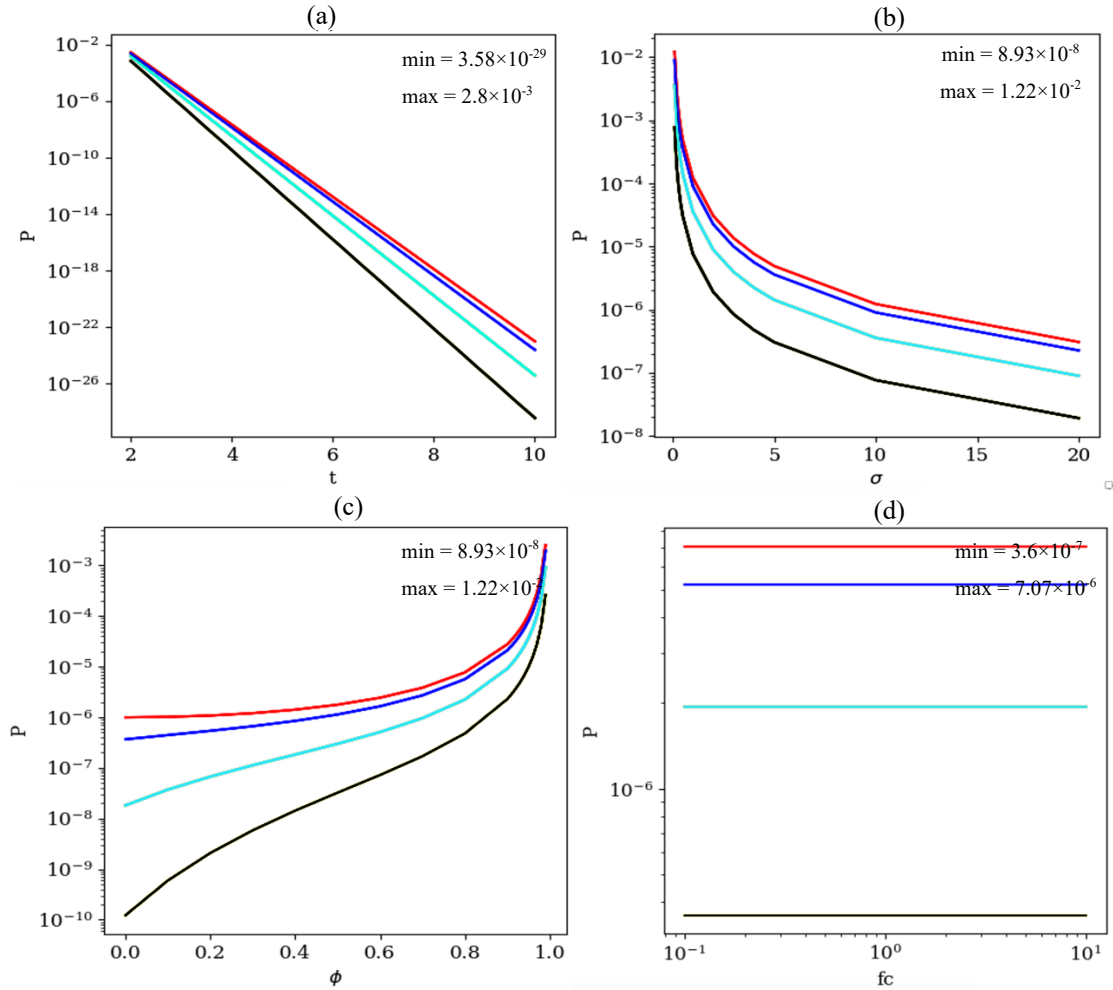 (a)
min = 3.58×10⁻²⁹
max = 2.8×10⁻³
10⁻²
10⁻⁶
10⁻¹⁰
10⁻¹⁴
10⁻¹⁸
10⁻²²
10⁻²⁶
P
2 4 6 8 10
t
(b)
min = 8.93×10⁻⁸
max = 1.22×10⁻²
10⁻²
10⁻³
10⁻⁴
10⁻⁵
10⁻⁶
10⁻⁷
10⁻⁸
P
0 5 10 15 20
σ
(c)
min = 8.93×10⁻⁸
max = 1.22×10⁻²
10⁻³
10⁻⁴
10⁻⁵
10⁻⁶
10⁻⁷
10⁻⁸
10⁻⁹
10⁻¹⁰
P
0.0 0.2 0.4 0.6 0.8 1.0
ϕ
(d)
min = 3.6×10⁻⁷
max = 7.07×10⁻⁶
10⁻⁶
P
10⁻¹ 10⁰ 10¹
fc